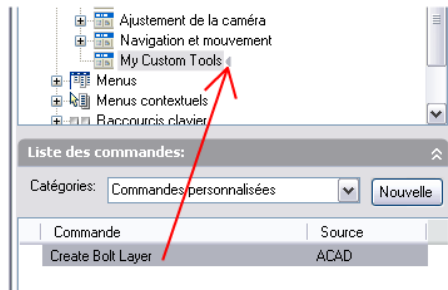 Ajustement de la caméra
Navigation et mouvement
My Custom Tools
Menus
Menus contextuels
Raccourcis clavier
Liste des commandes:
Catégories: Commandes personnalisées Nouvelle
Commande Source
Create Bolt Layer ACAD